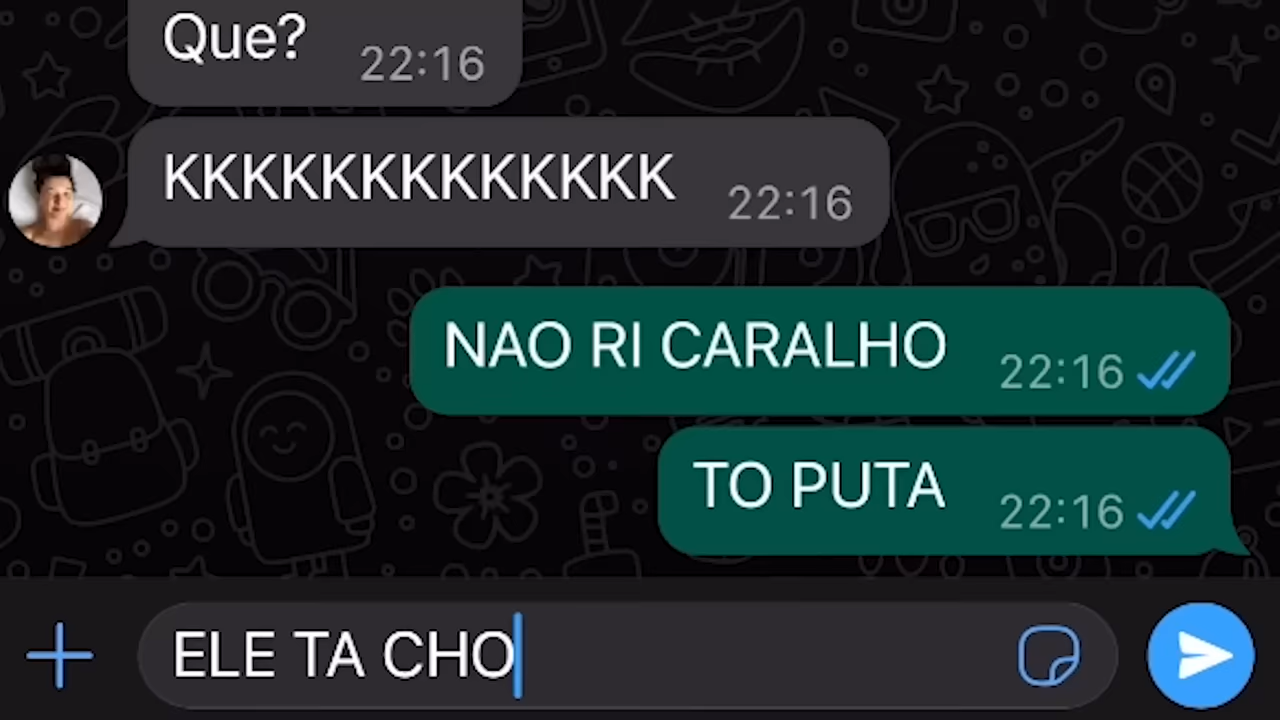 Que? 22:16
KKKKKKKKKKKKK 22:16
NAO RI CARALHO 22:16
TO PUTA 22:16
ELE TA CHO